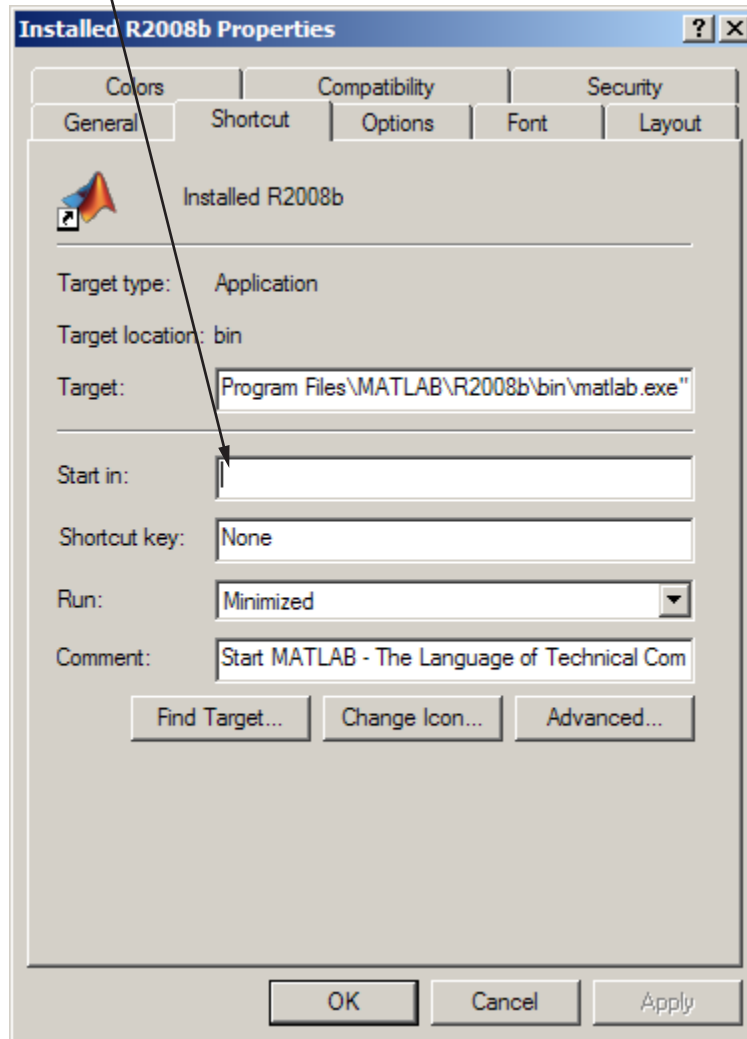 Installed R2008b Properties
Colors Compatibility Security
General Shortcut Options Font Layout
Installed R2008b
Target type: Application
Target location: bin
Target: Program Files\MATLAB\R2008b\bin\matlab.exe"
Start in:
Shortcut key: None
Run: Minimized
Comment: Start MATLAB - The Language of Technical Com
Find Target... Change Icon... Advanced...
OK Cancel Apply